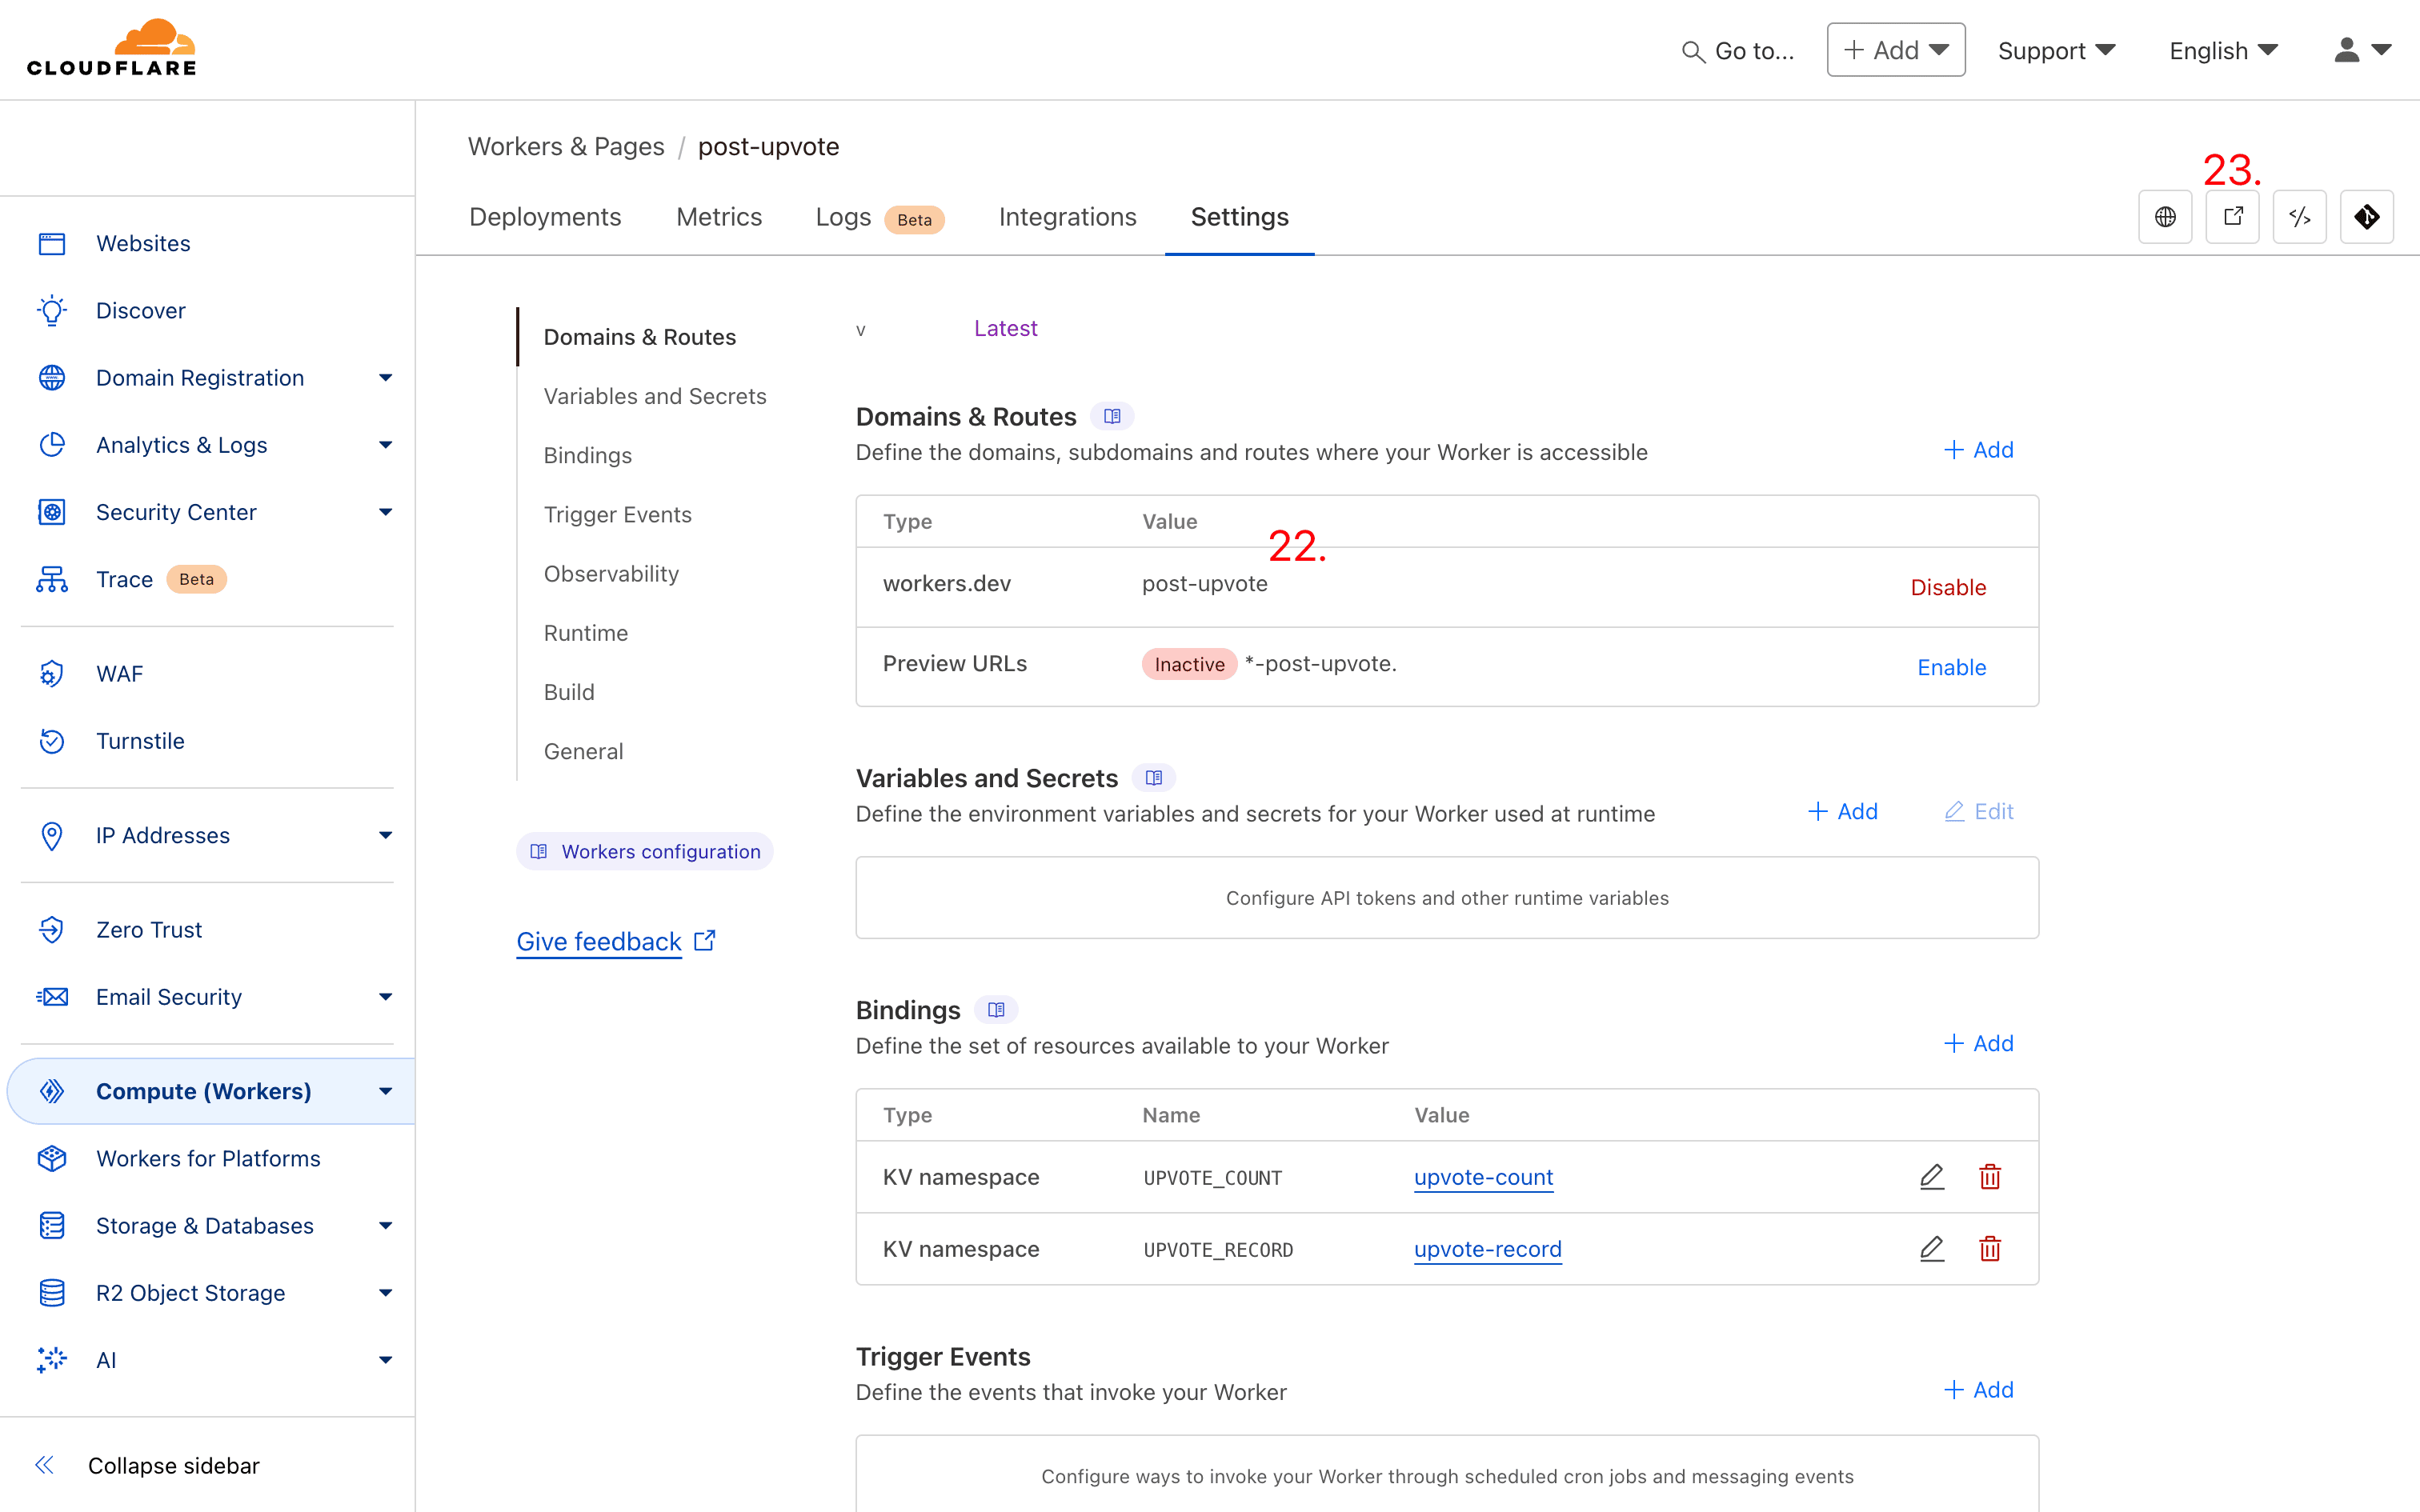 CLOUDFLARE
Go to...
+ Add
Support
English
Workers & Pages / post-upvote
23.
Deployments
Metrics
Logs Beta
Integrations
Settings
Websites
Discover
Domain Registration
Analytics & Logs
Security Center
Trace Beta
WAF
Turnstile
IP Addresses
Zero Trust
Email Security
Compute (Workers)
Workers for Platforms
Storage & Databases
R2 Object Storage
AI
Collapse sidebar
Domains & Routes
Variables and Secrets
Bindings
Trigger Events
Observability
Runtime
Build
General
Workers configuration
Give feedback
v Latest
Domains & Routes
Define the domains, subdomains and routes where your Worker is accessible
+ Add
Type Value
22.
workers.dev post-upvote Disable
Preview URLs Inactive *-post-upvote. Enable
Variables and Secrets
Define the environment variables and secrets for your Worker used at runtime
+ Add Edit
Configure API tokens and other runtime variables
Bindings
Define the set of resources available to your Worker
+ Add
Type Name Value
KV namespace UPVOTE_COUNT upvote-count
KV namespace UPVOTE_RECORD upvote-record
Trigger Events
Define the events that invoke your Worker
+ Add
Configure ways to invoke your Worker through scheduled cron jobs and messaging events